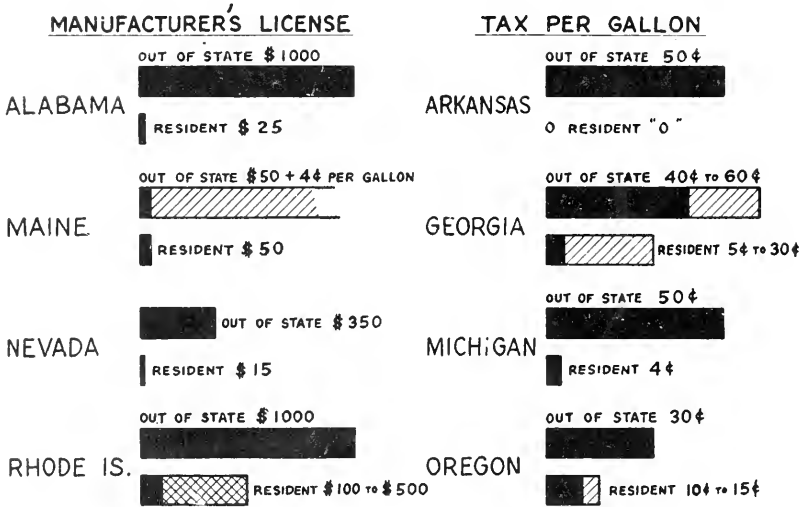 MANUFACTURER'S LICENSE
OUT OF STATE $1000
ALABAMA
RESIDENT $25
OUT OF STATE $50 + 4¢ PER GALLON
MAINE
RESIDENT $50
OUT OF STATE $350
NEVADA
RESIDENT $15
OUT OF STATE $1000
RHODE IS.
RESIDENT $100 TO $500
TAX PER GALLON
OUT OF STATE 50¢
ARKANSAS
0 RESIDENT "0"
OUT OF STATE 40¢ TO 60¢
GEORGIA
RESIDENT 5¢ TO 30¢
OUT OF STATE 50¢
MICHIGAN
RESIDENT 4¢
OUT OF STATE 30¢
OREGON
RESIDENT 10¢ TO 15¢